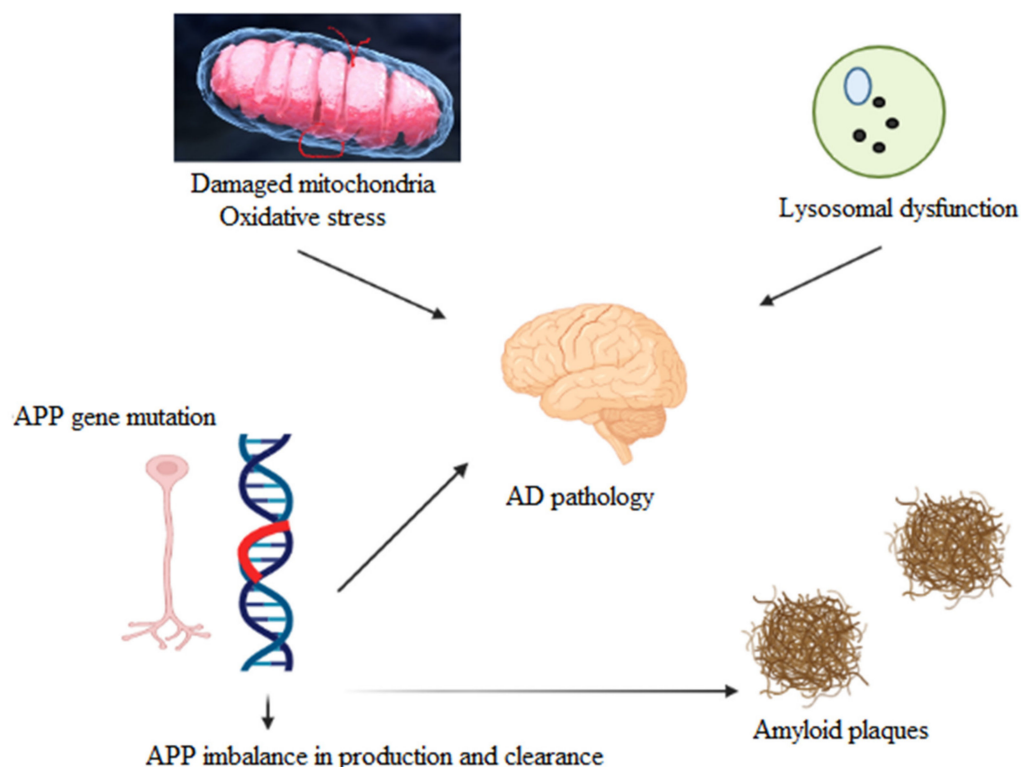 Damaged mitochondria
Oxidative stress
Lysosomal dysfunction
APP gene mutation
AD pathology
Amyloid plaques
APP imbalance in production and clearance